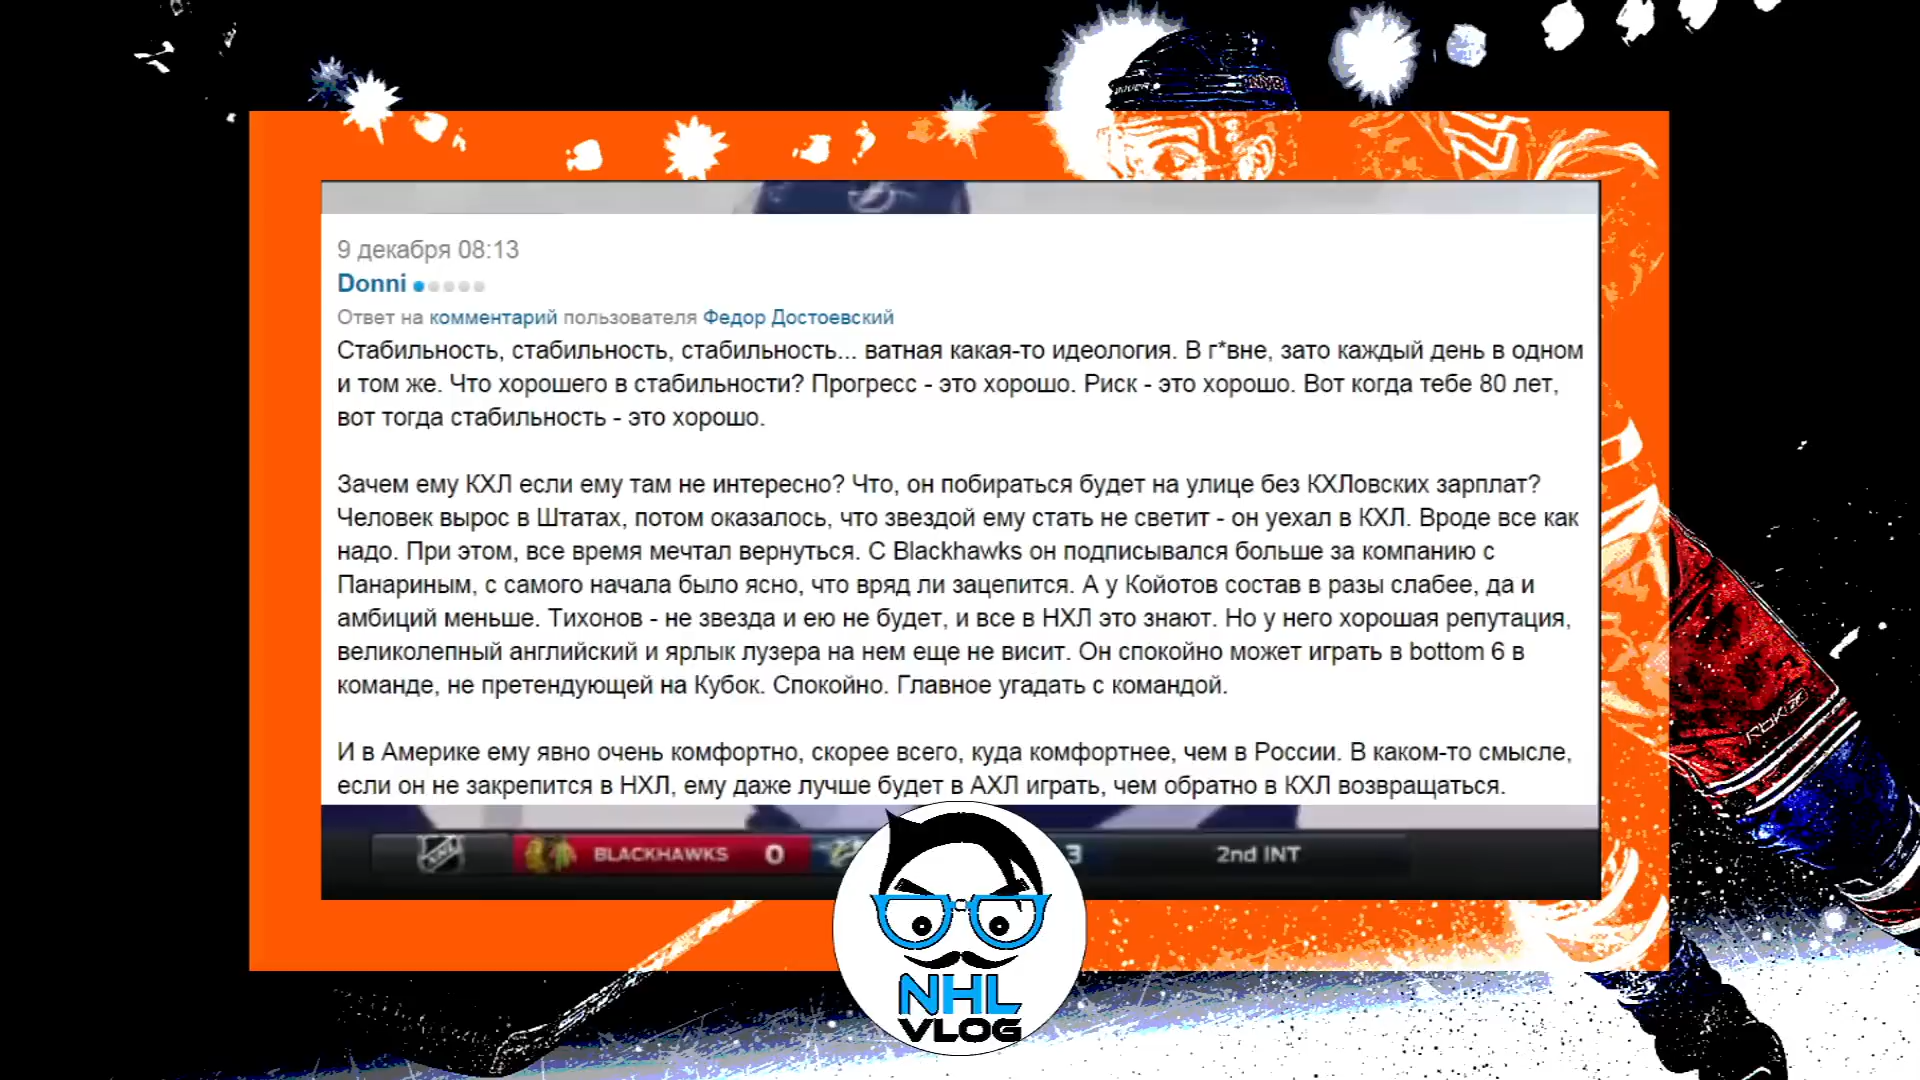 BAUER
NYR
9 декабря 08:13
Donni
Ответ на комментарий пользователя Федор Достоевский
Стабильность, стабильность, стабильность... ватная какая-то идеология. В г*вне, зато каждый день в одном
и том же. Что хорошего в стабильности? Прогресс - это хорошо. Риск - это хорошо. Вот когда тебе 80 лет,
вот тогда стабильность - это хорошо.
Зачем ему КХЛ если ему там не интересно? Что, он побираться будет на улице без КХЛовских зарплат?
Человек вырос в Штатах, потом оказалось, что звездой ему стать не светит - он уехал в КХЛ. Вроде все как
надо. При этом, все время мечтал вернуться. С Blackhawks он подписывался больше за компанию с
Панариным, с самого начала было ясно, что вряд ли зацепится. А у Койотов состав в разы слабее, да и
амбиций меньше. Тихонов - не звезда и ею не будет, и все в НХЛ это знают. Но у него хорошая репутация,
великолепный английский и ярлык лузера на нем еще не висит. Он спокойно может играть в bottom 6 в
команде, не претендующей на Кубок. Спокойно. Главное угадать с командой.
И в Америке ему явно очень комфортно, скорее всего, куда комфортнее, чем в России. В каком-то смысле,
если он не закрепится в НХЛ, ему даже лучше будет в АХЛ играть, чем обратно в КХЛ возвращаться.
NHL
BLACKHAWKS 0
3
2nd INT
NHL
VLOG